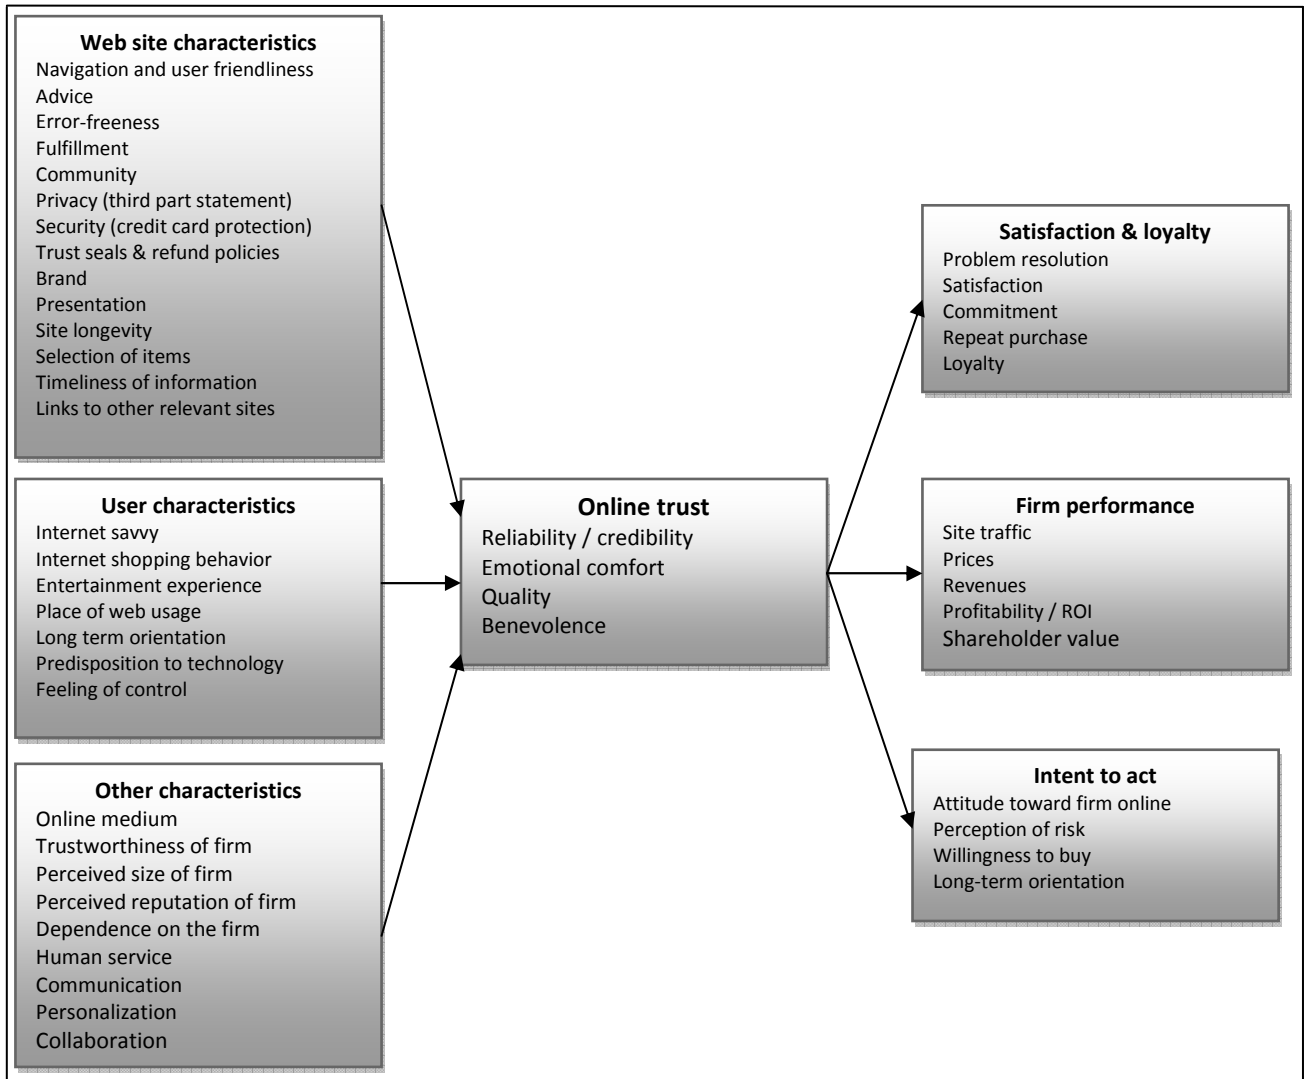 Web site characteristics
Navigation and user friendliness
Advice
Error-freeness
Fulfillment
Community
Privacy (third part statement)
Security (credit card protection)
Trust seals & refund policies
Brand
Presentation
Site longevity
Selection of items
Timeliness of information
Links to other relevant sites
User characteristics
Internet savvy
Internet shopping behavior
Entertainment experience
Place of web usage
Long term orientation
Predisposition to technology
Feeling of control
Other characteristics
Online medium
Trustworthiness of firm
Perceived size of firm
Perceived reputation of firm
Dependence on the firm
Human service
Communication
Personalization
Collaboration
Online trust
Reliability / credibility
Emotional comfort
Quality
Benevolence
Satisfaction & loyalty
Problem resolution
Satisfaction
Commitment
Repeat purchase
Loyalty
Firm performance
Site traffic
Prices
Revenues
Profitability / ROI
Shareholder value
Intent to act
Attitude toward firm online
Perception of risk
Willingness to buy
Long-term orientation